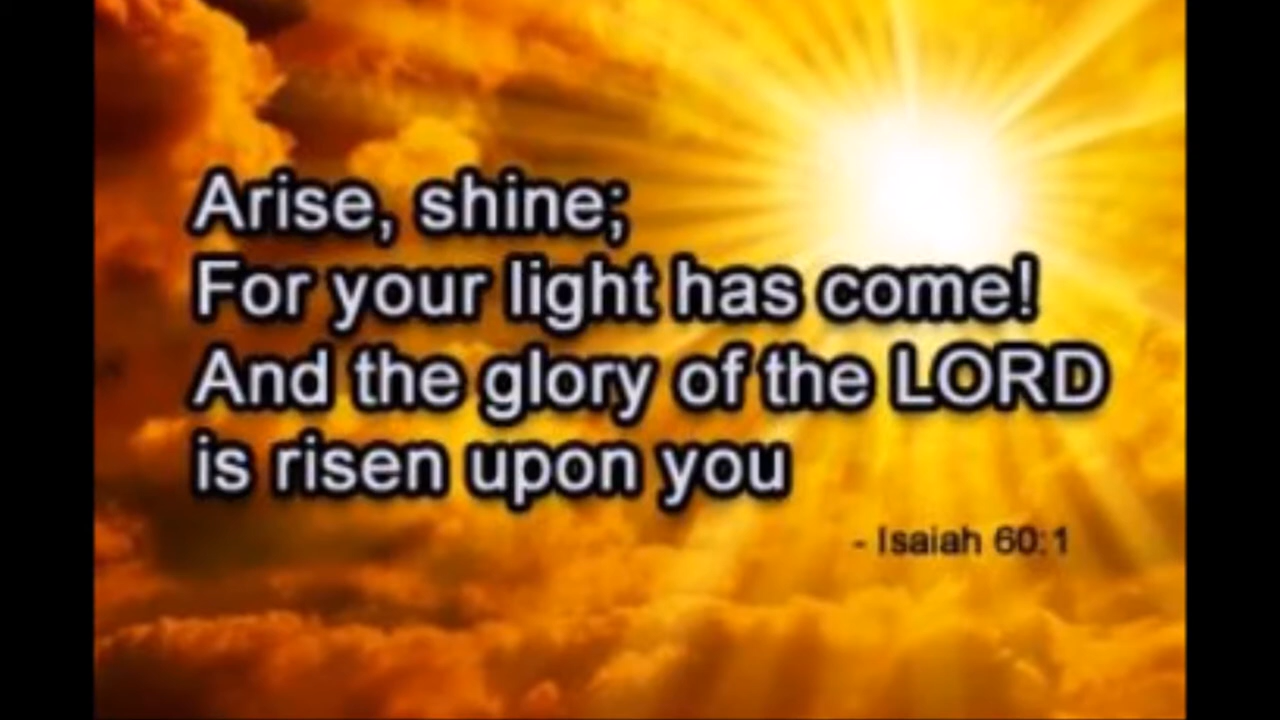 Arise, shine;
For your light has come!
And the glory of the LORD
is risen upon you
- Isaiah 60:1